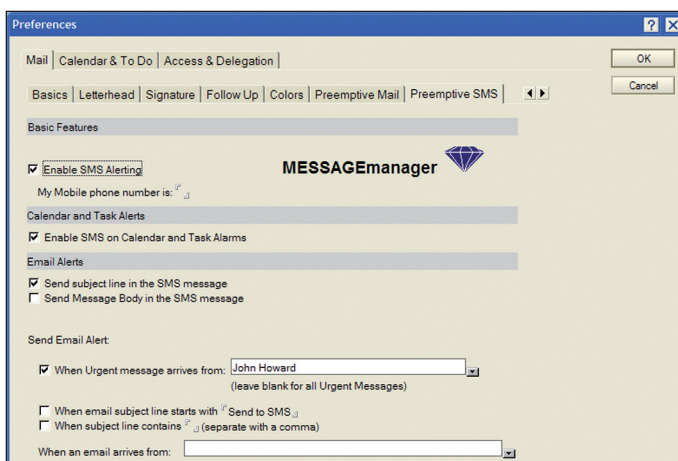 Preferences
Mail Calendar & To Do Access & Delegation
OK
Basics Letterhead Signature Follow Up Colors Preemptive Mail Preemptive SMS
Cancel
Basic Features
Enable SMS Alerting
MESSAGEmanager
My Mobile phone number is:
Calendar and Task Alerts
Enable SMS on Calendar and Task Alarms
Email Alerts
Send subject line in the SMS message
Send Message Body in the SMS message
Send Email Alert:
When Urgent message arrives from: John Howard
(leave blank for all Urgent Messages)
When email subject line starts with Send to SMS
When subject line contains (separate with a comma)
When an email arrives from: